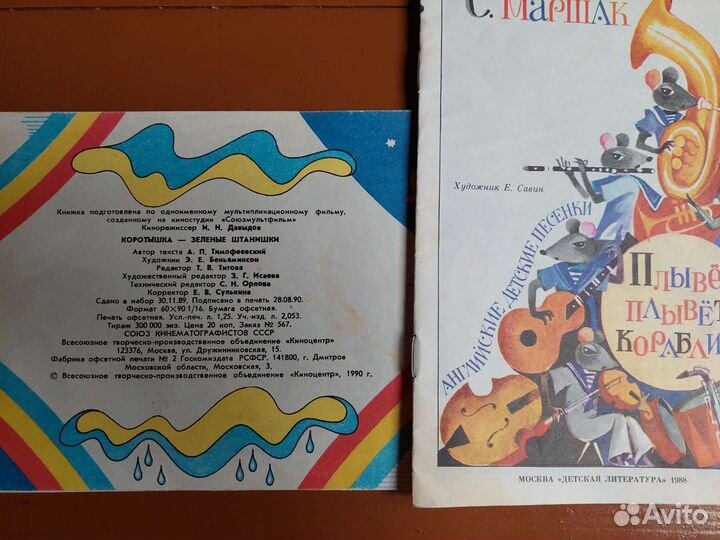 Книжка подготовлена по одноименному мультипликационному фильму,
созданному на киностудии «Союзмультфильм»
Кинорежиссер И. Н. Давыдов
КОРОТЫШКА — ЗЕЛЕНЫЕ ШТАНИШКИ
Автор текста А. П. Тимофеевский
Художник Э. Е. Беньяминсон
Редактор Т. В. Титова
Художественный редактор З. Г. Исаева
Технический редактор С. Н. Орлова
Корректор Е. В. Сулькина
Сдано в набор 30.11.89. Подписано в печать 28.08.90.
Формат 60×90 1/16. Бумага офсетная.
Печать офсетная. Усл.-печ. л. 1,25. Уч.-изд. л. 2,053.
Тираж 300 000 экз. Цена 20 коп. Заказ № 567.
СОЮЗ КИНЕМАТОГРАФИСТОВ СССР
Всесоюзное творческо-производственное объединение «Киноцентр»
123376, Москва, ул. Дружинниковская, 15.
Фабрика офсетной печати № 2 Госкомиздата РСФСР, 141800, г. Дмитров
Московской области, Московская, 3.
© Всесоюзное творческо-производственное объединение «Киноцентр», 1990 г.
С. МАРШАК
Художник Е. Савин
АНГЛИЙСКИЕ ДЕТСКИЕ ПЕСЕНКИ
ПЛЫВЁ
ПЛЫВЁТ
КОРАБЛИ
МОСКВА «ДЕТСКАЯ ЛИТЕРАТУРА» 1988
Avito